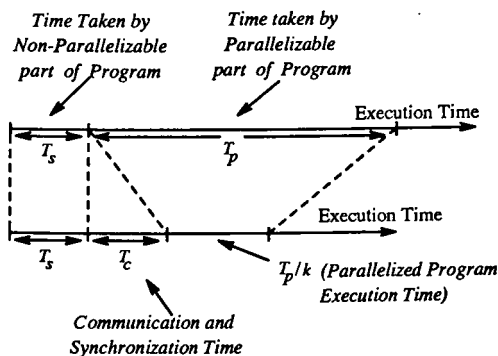 Time Taken by
Non-Parallelizable
part of Program
Time taken by
Parallelizable
part of Program
Execution Time
T_s
T_p
Execution Time
T_s
T_c
T_p/k (Parallelized Program
Execution Time)
Communication and
Synchronization Time